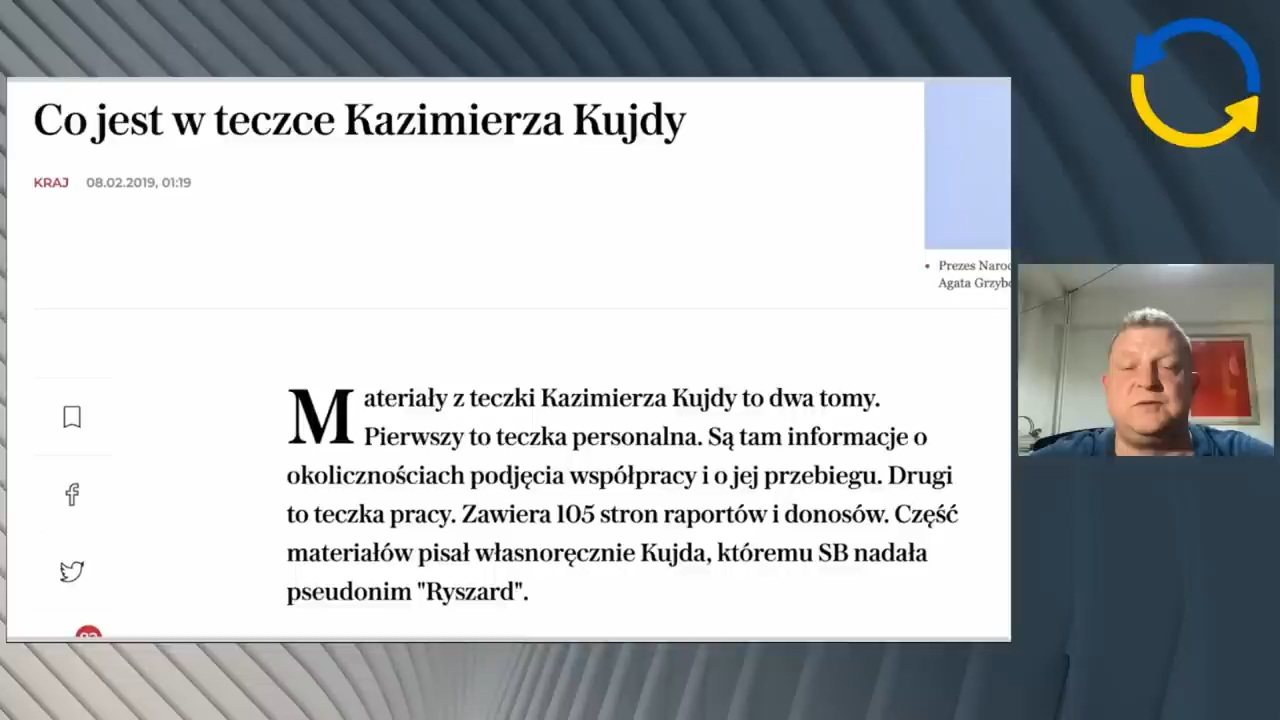 Co jest w teczce Kazimierza Kujdy
KRAJ 08.02.2019, 01:19
• Prezes
Agata
Materiały z teczki Kazimierza Kujdy to dwa tomy.
Pierwszy to teczka personalna. Są tam informacje o
okolicznościach podjęcia współpracy i o jej przebiegu. Drugi
to teczka pracy. Zawiera 105 stron raportów i donosów. Część
materiałów pisał własnoręcznie Kujda, któremu SB nadała
pseudonim "Ryszard".